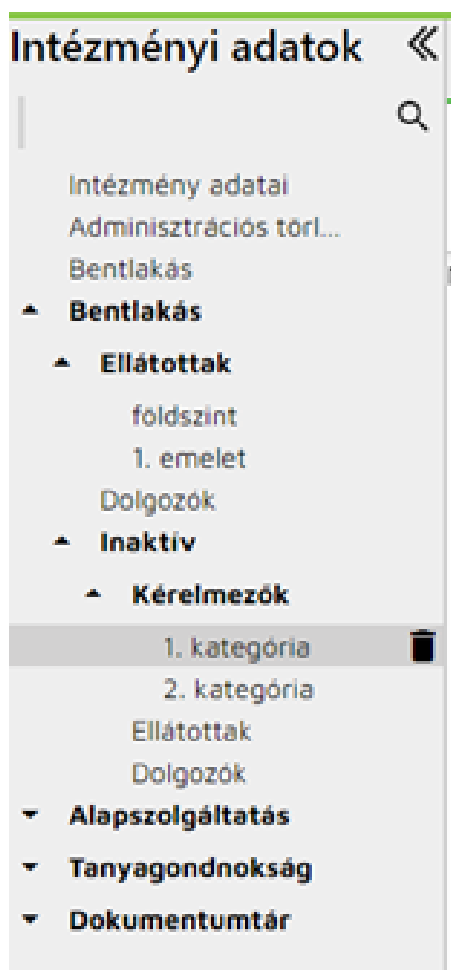 Intézményi adatok
Intézmény adatai
Adminisztrációs törl...
Bentlakás
Bentlakás
Ellátottak
földszint
1. emelet
Dolgozók
Inaktív
Kérelmezők
1. kategória
2. kategória
Ellátottak
Dolgozók
Alapszolgáltatás
Tanyagondnokság
Dokumentumtár